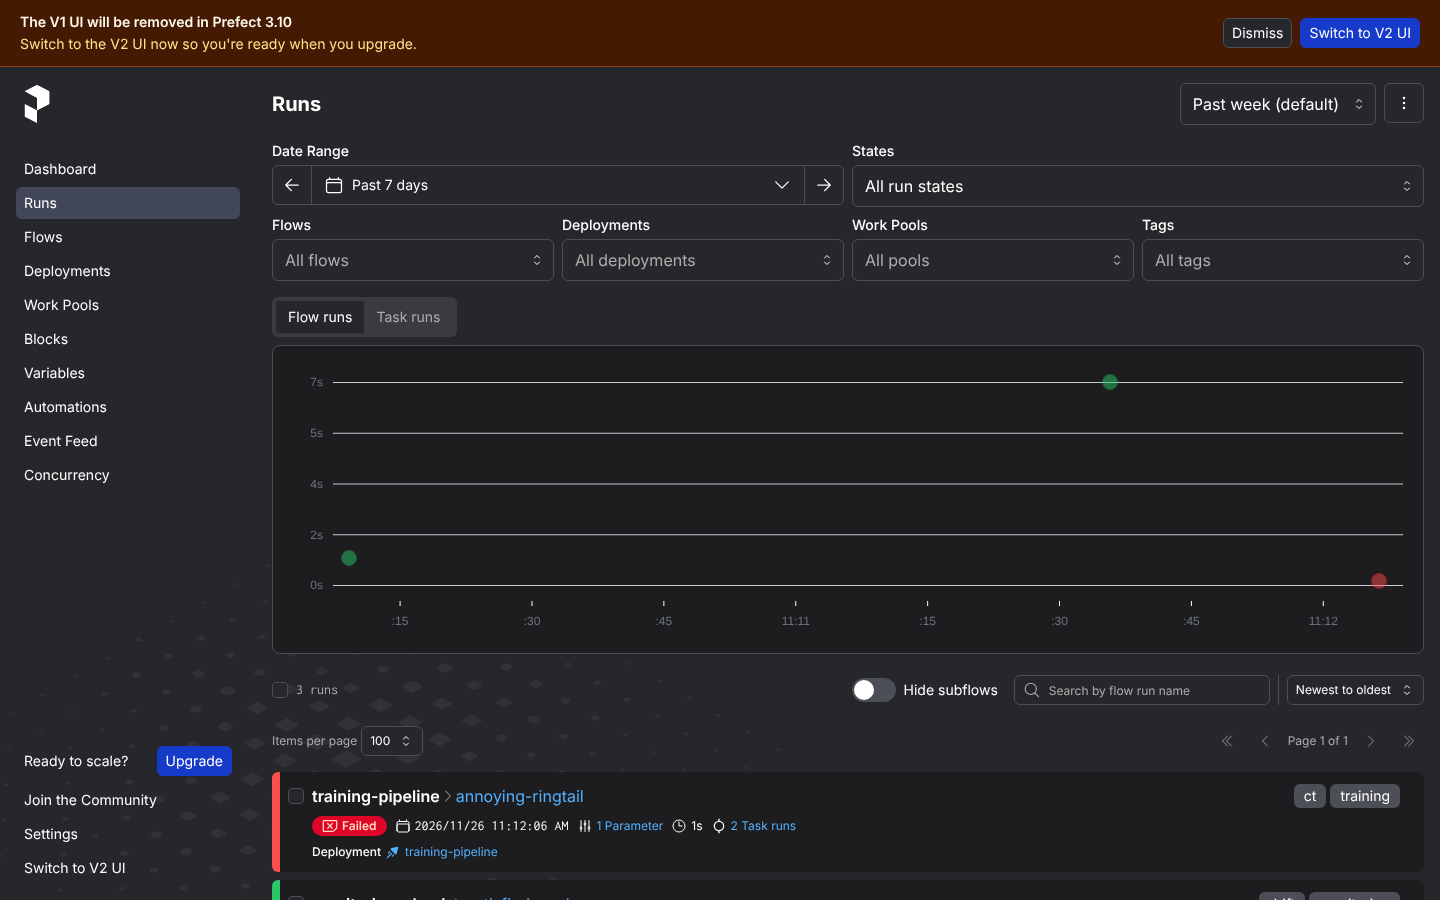 The V1 UI will be removed in Prefect 3.10
Switch to the V2 UI now so you're ready when you upgrade.
Dismiss
Switch to V2 UI
Dashboard
Runs
Flows
Deployments
Work Pools
Blocks
Variables
Automations
Event Feed
Concurrency
Ready to scale?
Upgrade
Join the Community
Settings
Switch to V2 UI
Runs
Past week (default)
Date Range
Past 7 days
States
All run states
Flows
All flows
Deployments
All deployments
Work Pools
All pools
Tags
All tags
Flow runs
Task runs
7s
5s
4s
2s
0s
:15
:30
:45
11:11
:15
:30
:45
11:12
3 runs
Hide subflows
Search by flow run name
Newest to oldest
Items per page
100
Page 1 of 1
training-pipeline
annoying-ringtail
ct
training
Failed
2026/11/26 11:12:06 AM
1 Parameter
1s
2 Task runs
Deployment
training-pipeline